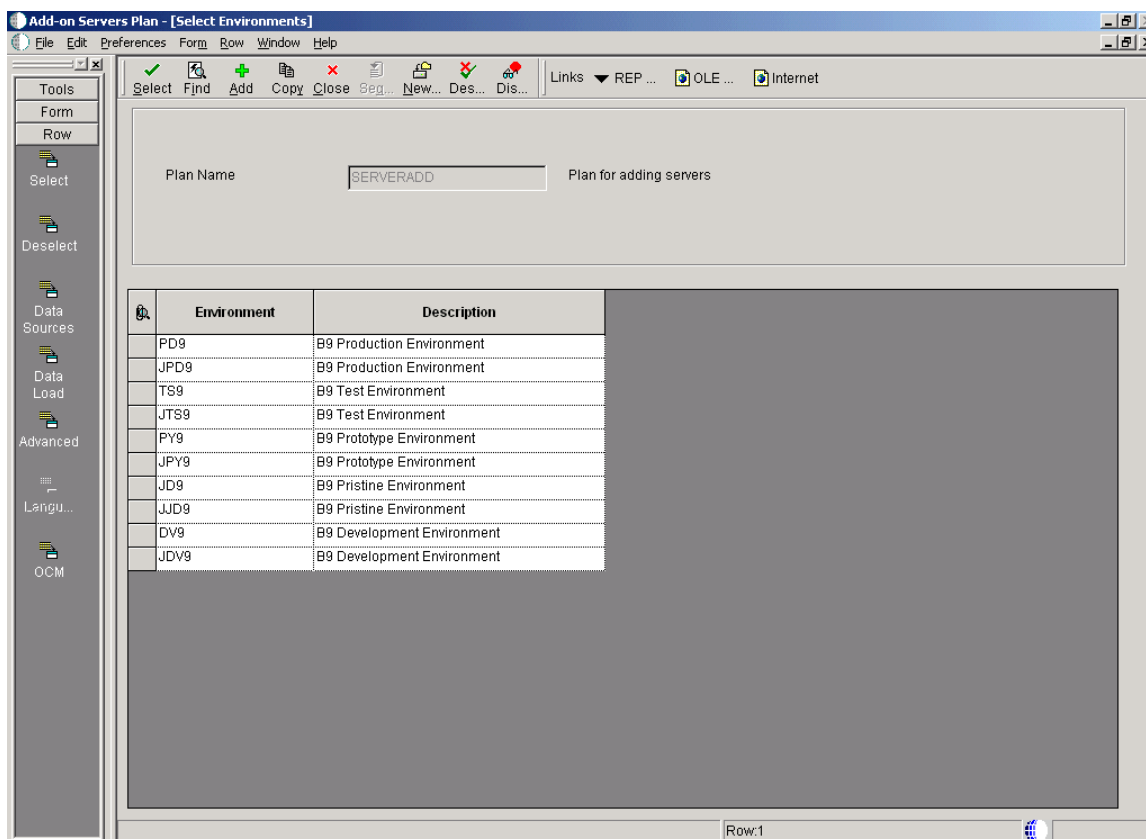 Add-on Servers Plan - [Select Environments]
File Edit Preferences Form Row Window Help
Select Find Add Copy Close Seq... New... Des... Dis... Links REP ... OLE ... Internet
Tools
Form
Row
Select
Deselect
Data Sources
Data Load
Advanced
Langu...
OCM
Plan Name SERVERADD Plan for adding servers
Environment Description
PD9 B9 Production Environment
JPD9 B9 Production Environment
TS9 B9 Test Environment
JTS9 B9 Test Environment
PY9 B9 Prototype Environment
JPY9 B9 Prototype Environment
JD9 B9 Pristine Environment
JJD9 B9 Pristine Environment
DV9 B9 Development Environment
JDV9 B9 Development Environment
Row:1